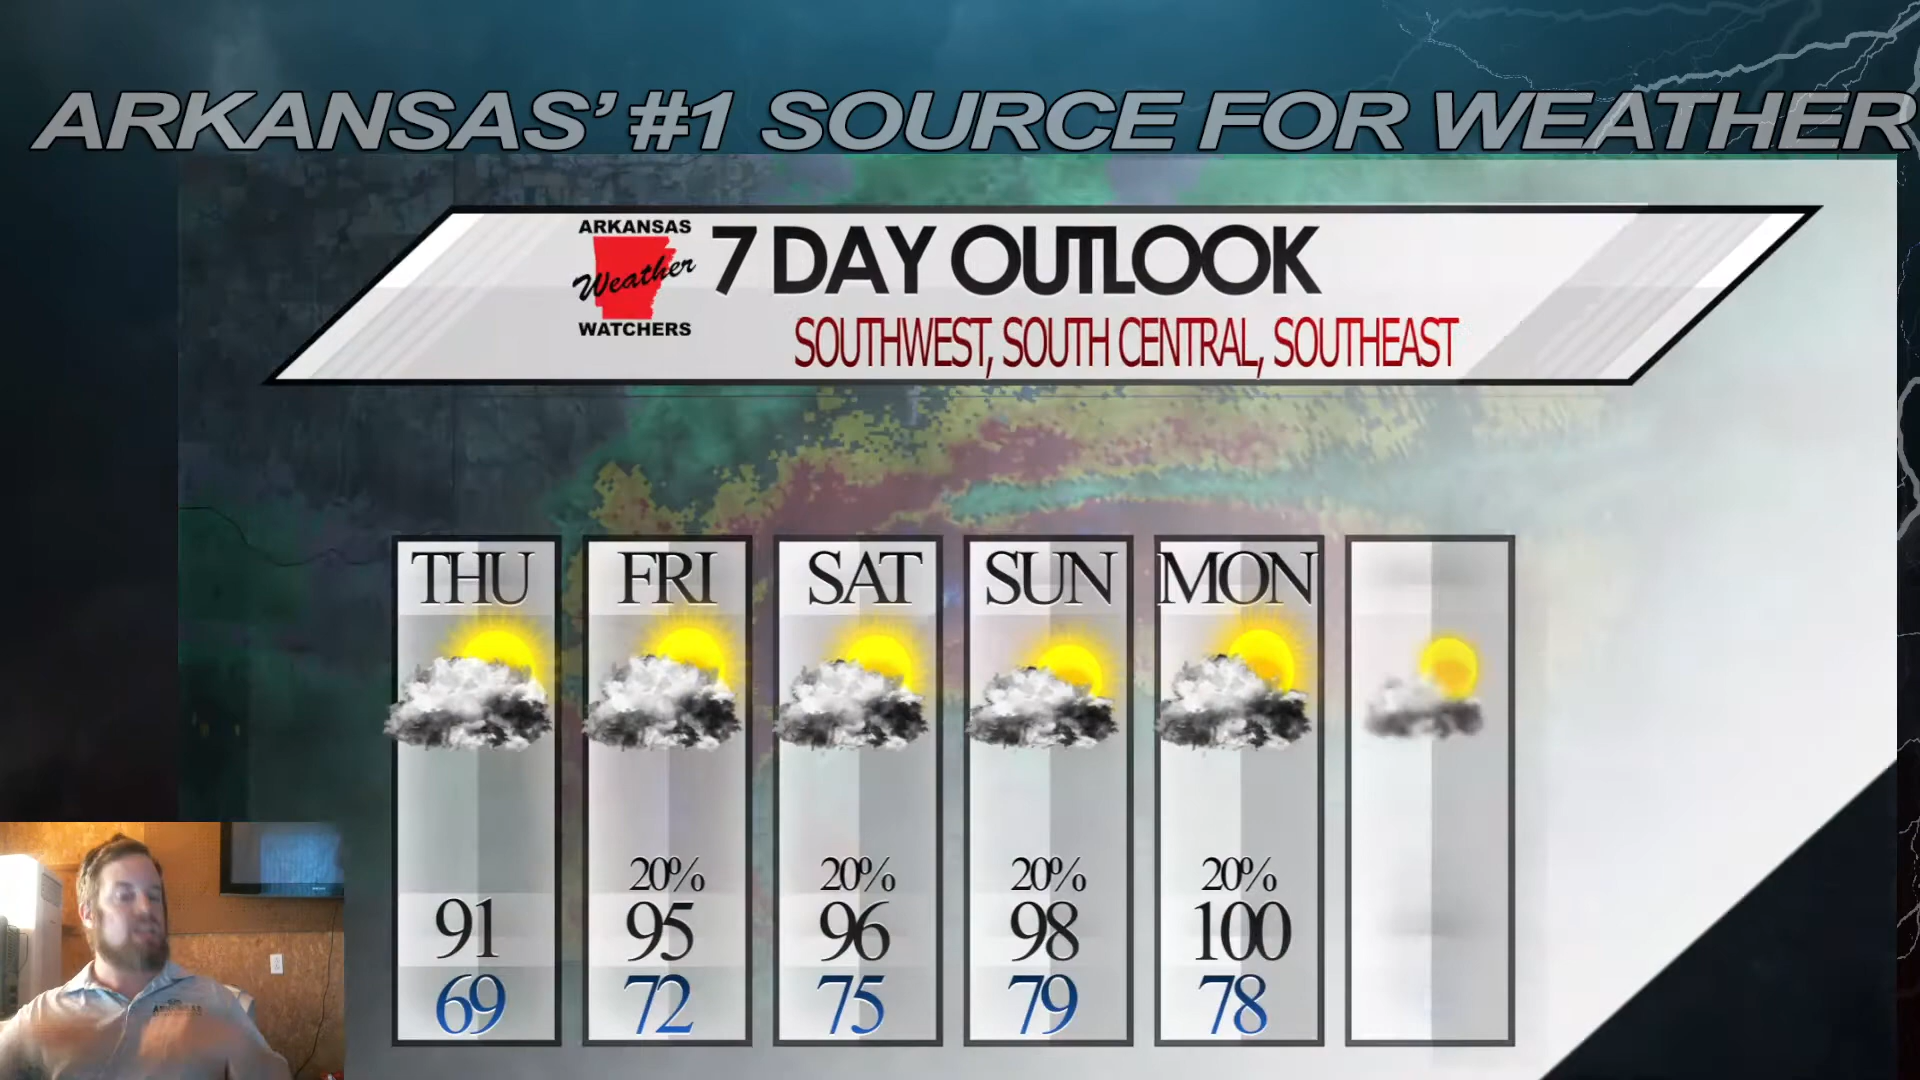 ARKANSAS' #1 SOURCE FOR WEATHER
ARKANSAS
Weather
WATCHERS
7 DAY OUTLOOK
SOUTHWEST, SOUTH CENTRAL, SOUTHEAST
THU
FRI
SAT
SUN
MON
20%
20%
20%
20%
91
95
96
98
100
69
72
75
79
78
ARKANSAS